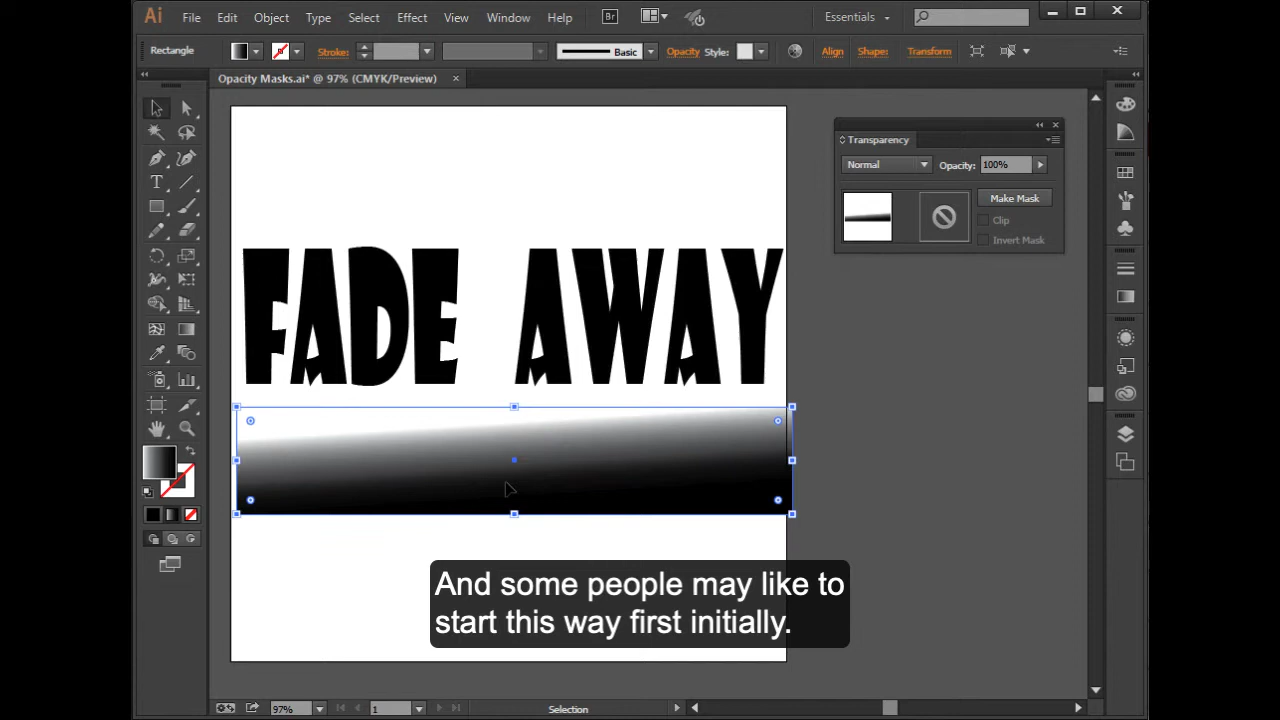 Ai File Edit Object Type Select Effect View Window Help Br Essentials
Rectangle Stroke: Basic Opacity Style: Align Shape: Transform
Opacity Masks.ai* @ 97% (CMYK/Preview)
Transparency
Normal Opacity: 100%
Make Mask
Clip
Invert Mask
FADE AWAY
And some people may like to
start this way first initially.
97% 1 Selection